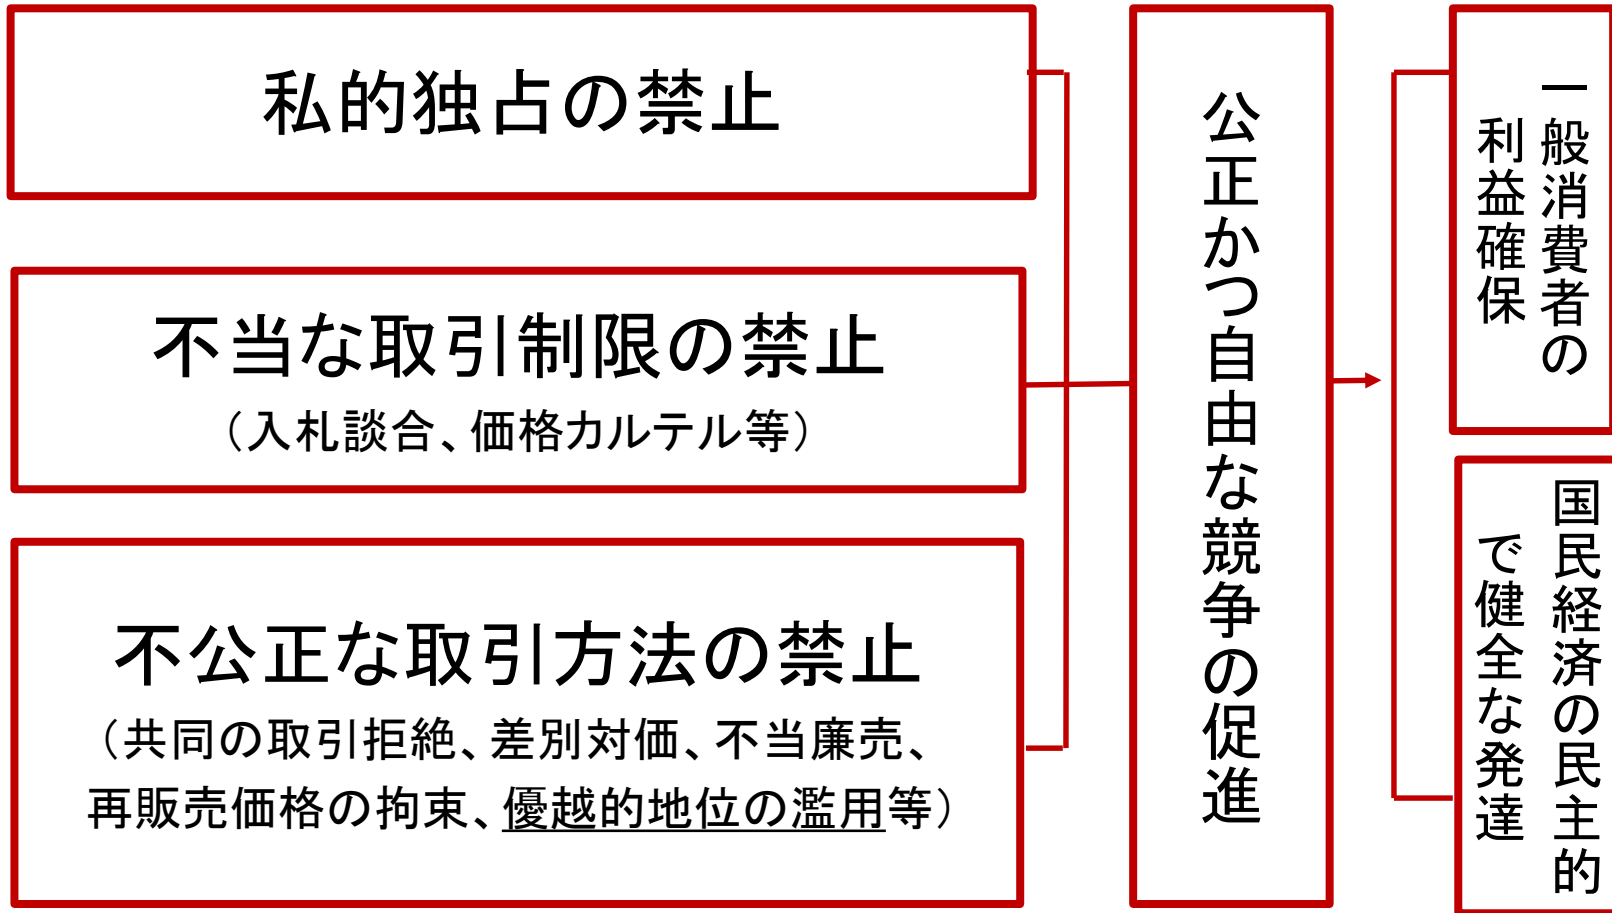 私的独占の禁止
不当な取引制限の禁止
（入札談合、価格カルテル等）
不公正な取引方法の禁止
（共同の取引拒絶、差別対価、不当廉売、
再販売価格の拘束、優越的地位の濫用等）
公正かつ自由な競争の促進
一般消費者の
利益確保
国民経済の民主的
で健全な発達